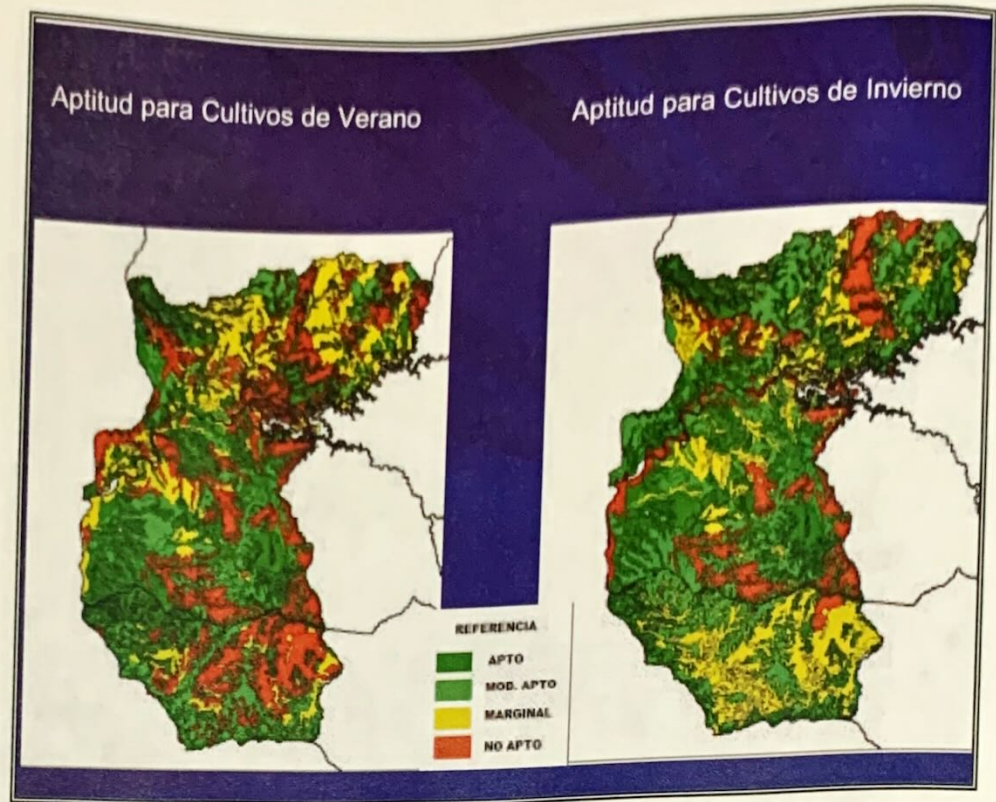 Aptitud para Cultivos de Verano
Aptitud para Cultivos de Invierno
REFERENCIA
APTO
MOD. APTO
MARGINAL
NO APTO